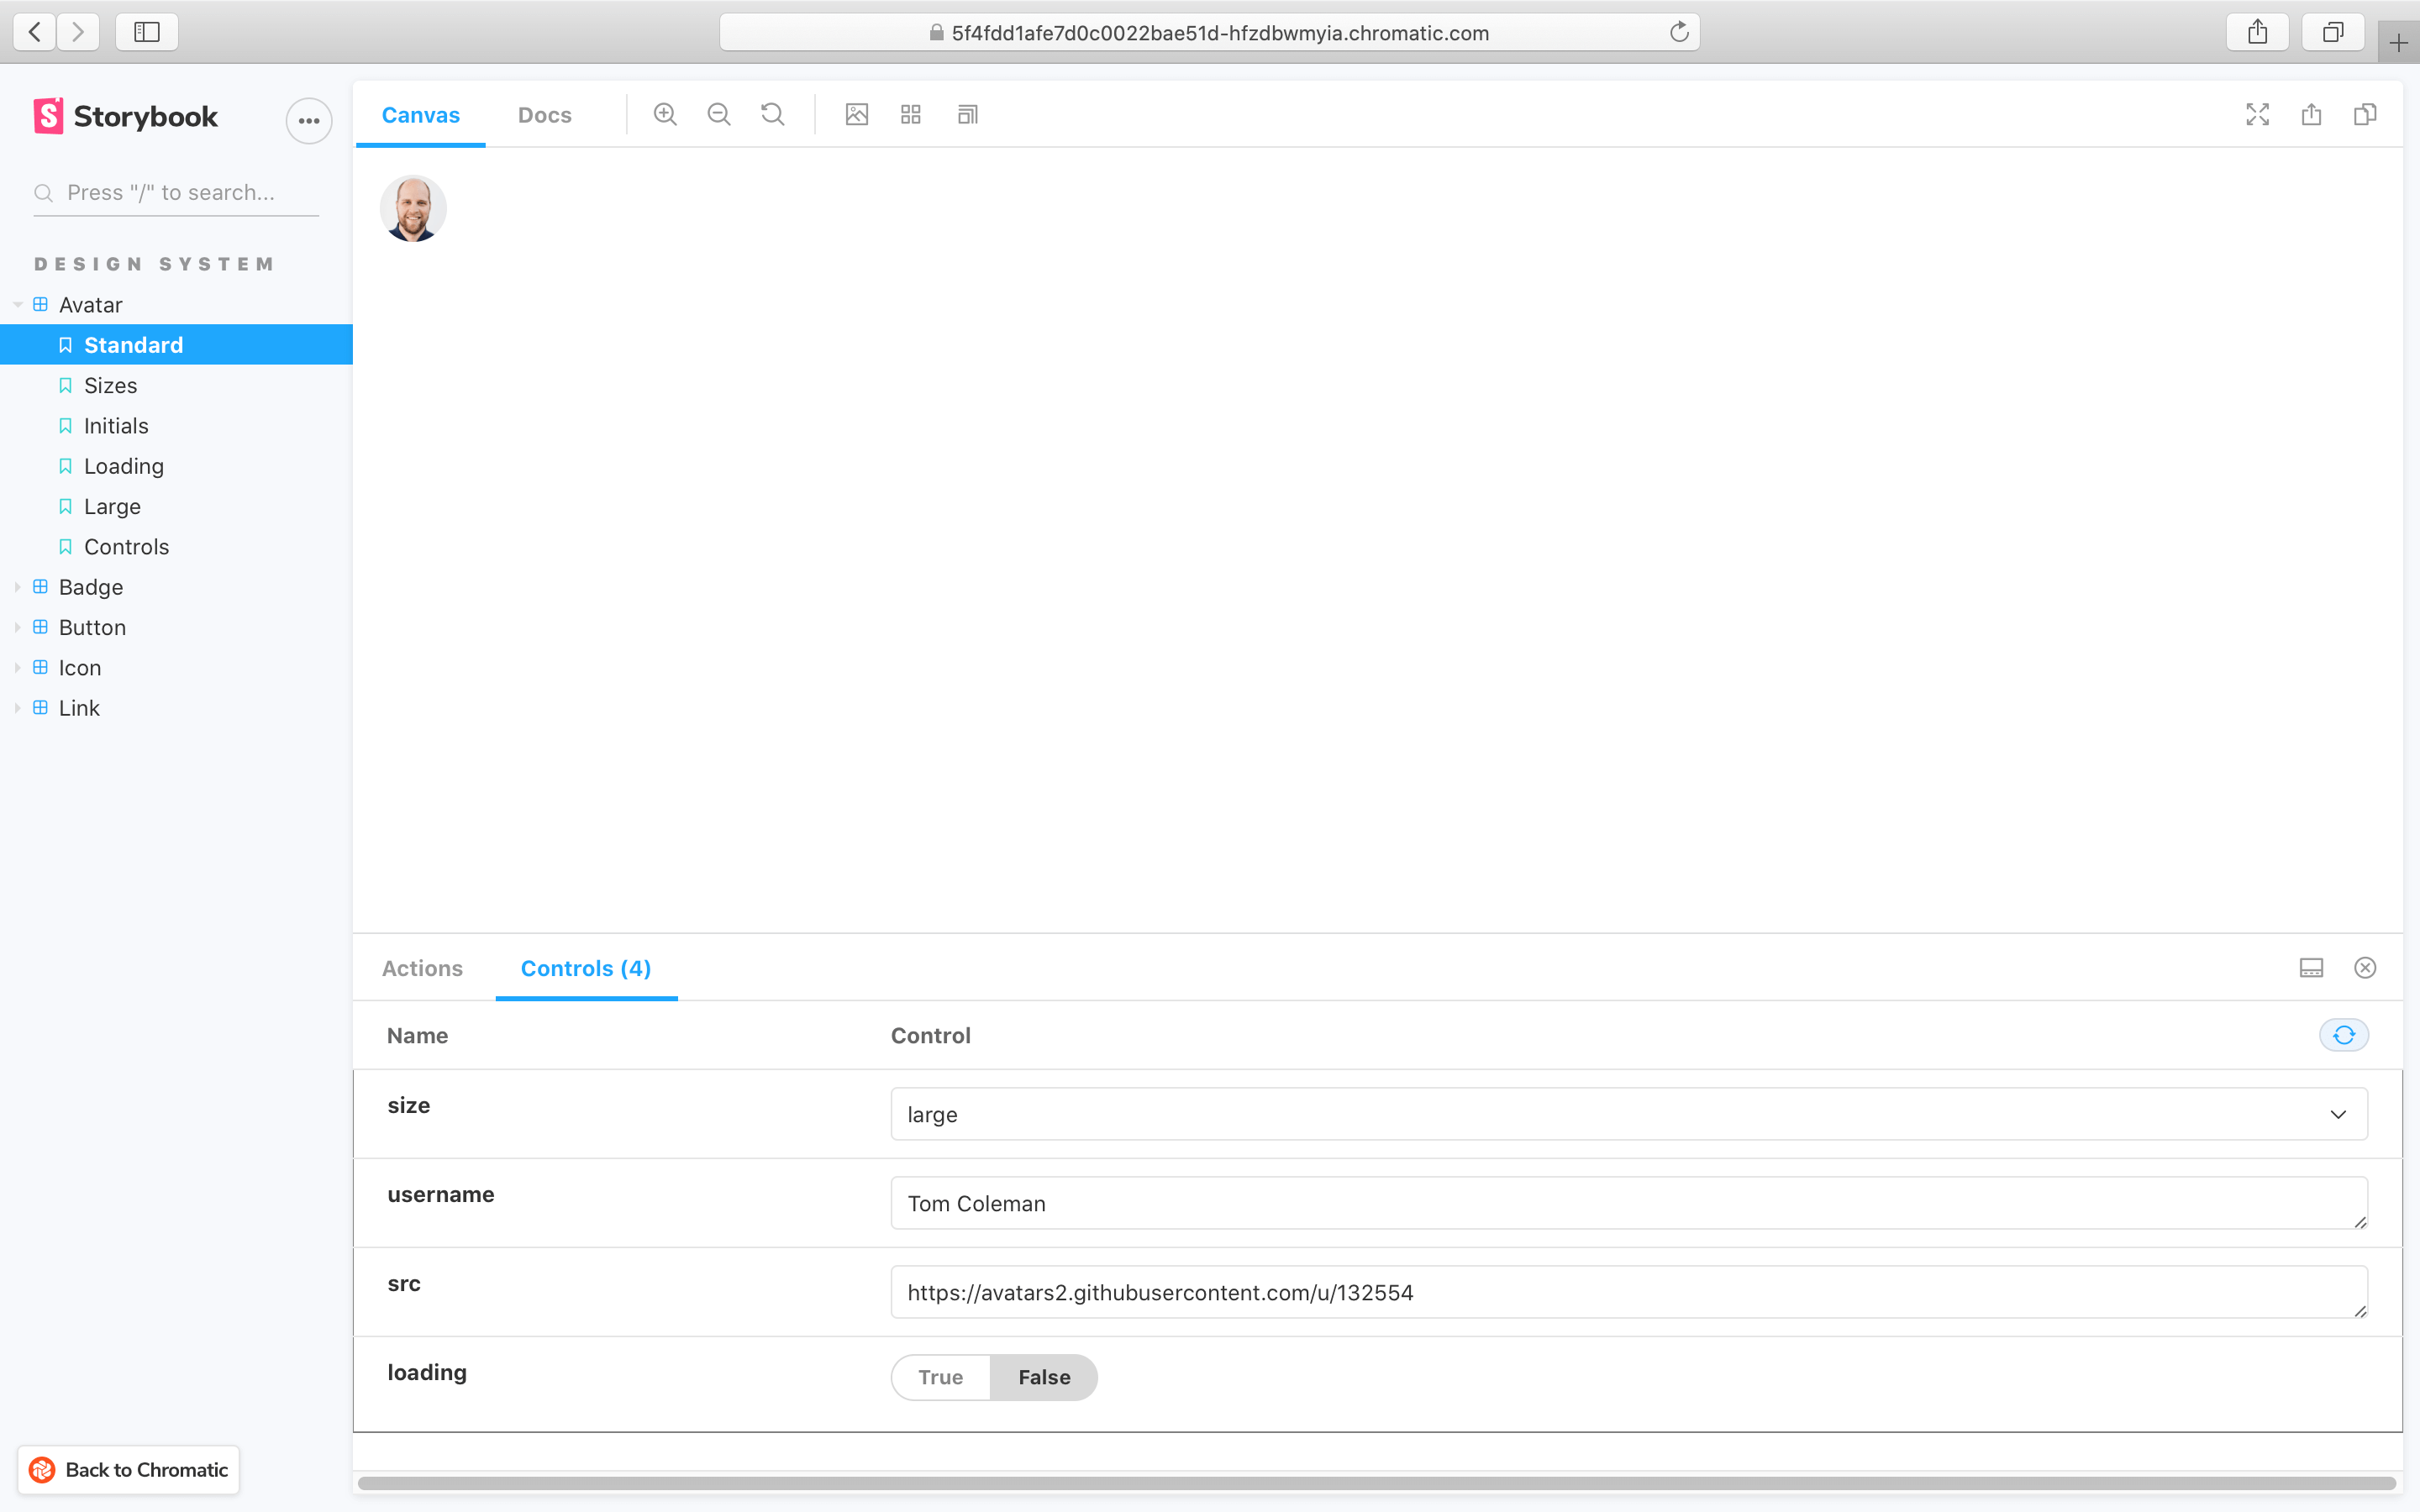 5f4fdd1afe7d0c0022bae51d-hfzdbwmyia.chromatic.com
Storybook
Canvas
Docs
Press "/" to search...
DESIGN SYSTEM
Avatar
Standard
Sizes
Initials
Loading
Large
Controls
Badge
Button
Icon
Link
Actions
Controls (4)
Name
Control
size
large
username
Tom Coleman
src
https://avatars2.githubusercontent.com/u/132554
loading
True
False
Back to Chromatic